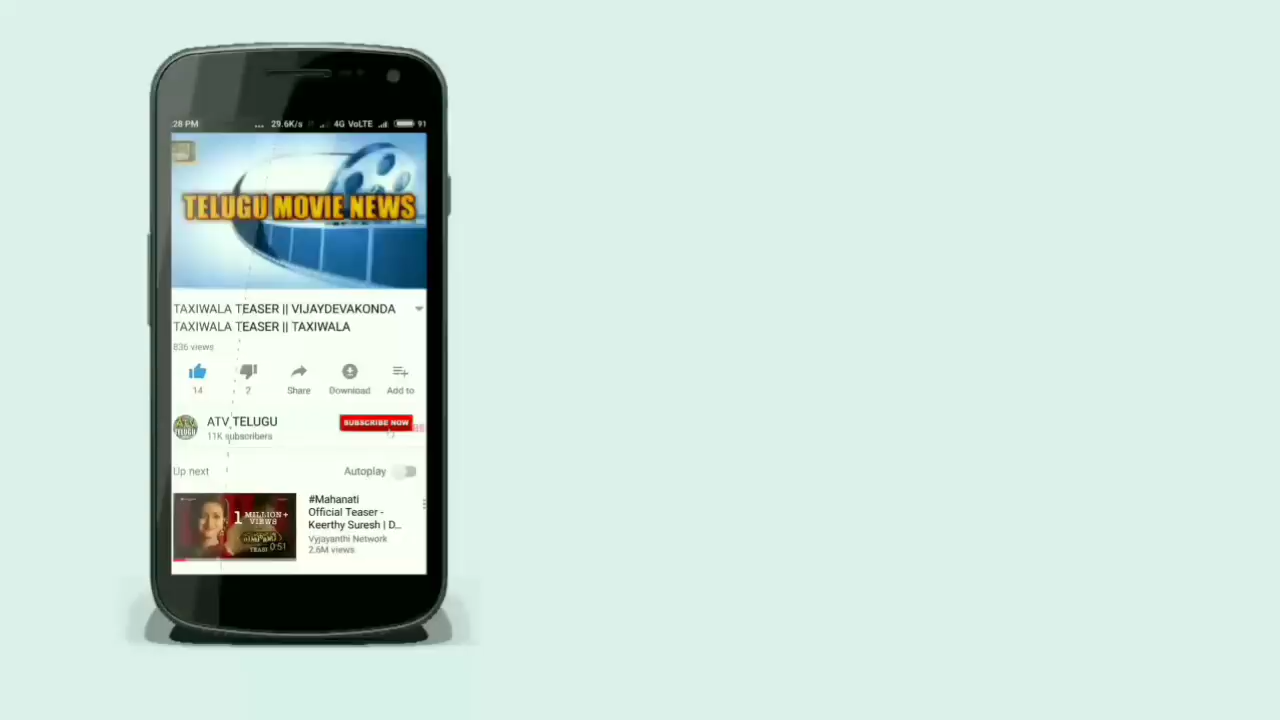 :28 PM ... 29.6K/s 4G VoLTE 91
TELUGU MOVIE NEWS
TAXIWALA TEASER || VIJAYDEVAKONDA
TAXIWALA TEASER || TAXIWALA
836 views
14 2 Share Download Add to
ATV TELUGU
11K subscribers
SUBSCRIBE NOW
Up next Autoplay
1 MILLION+
VIEWS
0:51
#Mahanati
Official Teaser -
Keerthy Suresh | D...
Vyjayanthi Network
2.6M views